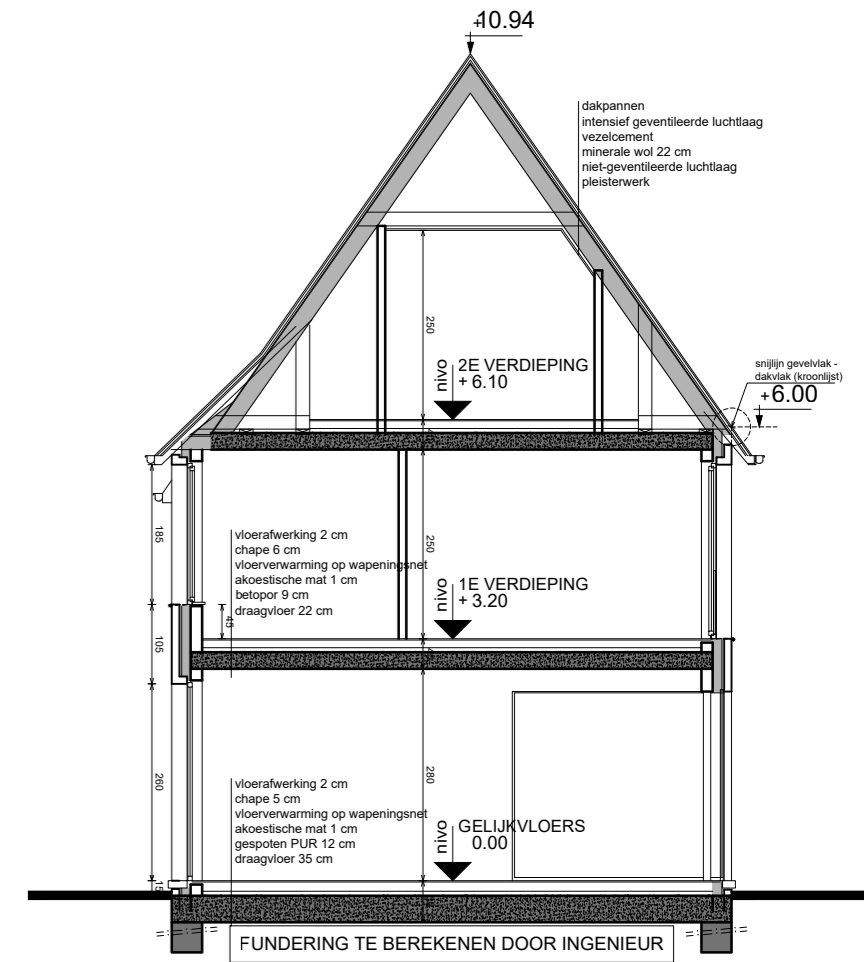 +10.94
dakpannen
intensief geventileerde luchtlaag
vezelcement
minerale wol 22 cm
niet-geventileerde luchtlaag
pleisterwerk
250
nivo
2E VERDIEPING
+ 6.10
snijlijn gevelvlak -
dakvlak (kroonlijst)
+6.00
185
vloerafwerking 2 cm
chape 6 cm
vloerverwarming op wapeningsnet
akoestische mat 1 cm
betopor 9 cm
draagvloer 22 cm
45
250
nivo
1E VERDIEPING
+ 3.20
105
260
vloerafwerking 2 cm
chape 5 cm
vloerverwarming op wapeningsnet
akoestische mat 1 cm
gespoten PUR 12 cm
draagvloer 35 cm
280
nivo
GELIJKVLOERS
0.00
15
FUNDERING TE BEREKENEN DOOR INGENIEUR